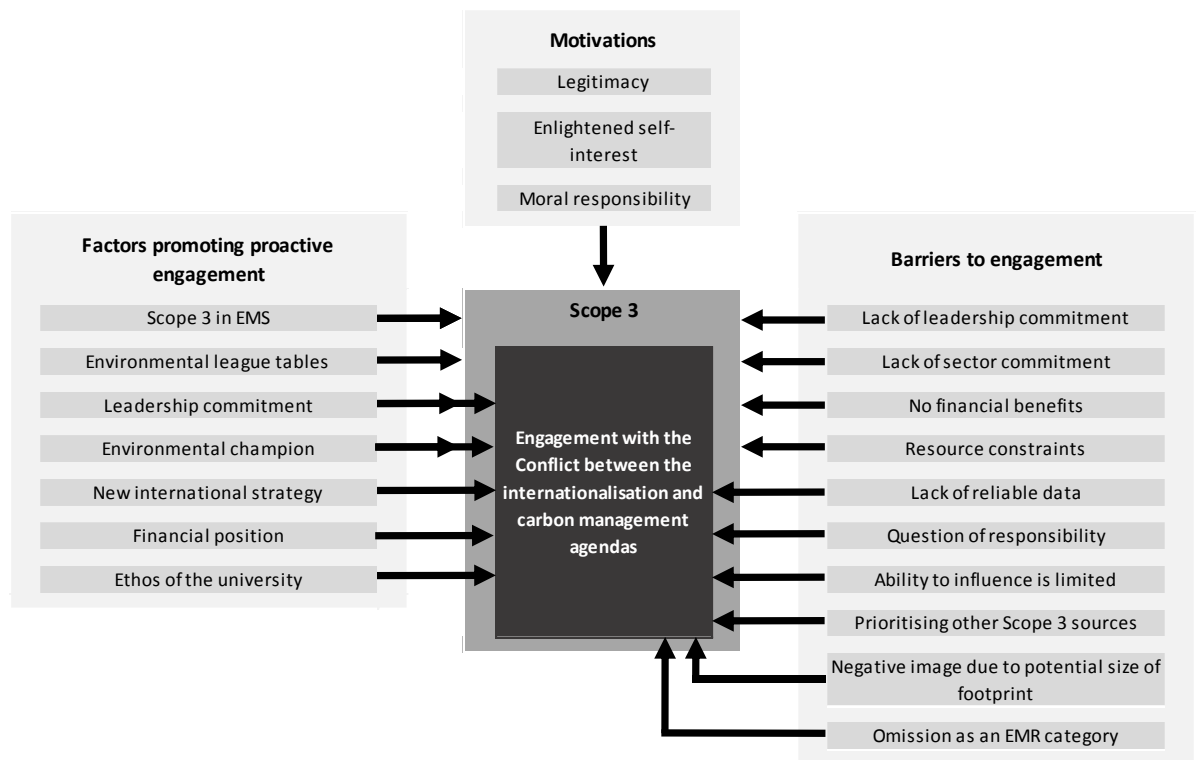 Motivations
Legitimacy
Enlightened self-
interest
Moral responsibility
Factors promoting proactive
engagement
Scope 3 in EMS
Environmental league tables
Leadership commitment
Environmental champion
New international strategy
Financial position
Ethos of the university
Scope 3
Engagement with the
Conflict between the
internationalisation and
carbon management
agendas
Barriers to engagement
Lack of leadership commitment
Lack of sector commitment
No financial benefits
Resource constraints
Lack of reliable data
Question of responsibility
Ability to influence is limited
Prioritising other Scope 3 sources
Negative image due to potential size of
footprint
Omission as an EMR category